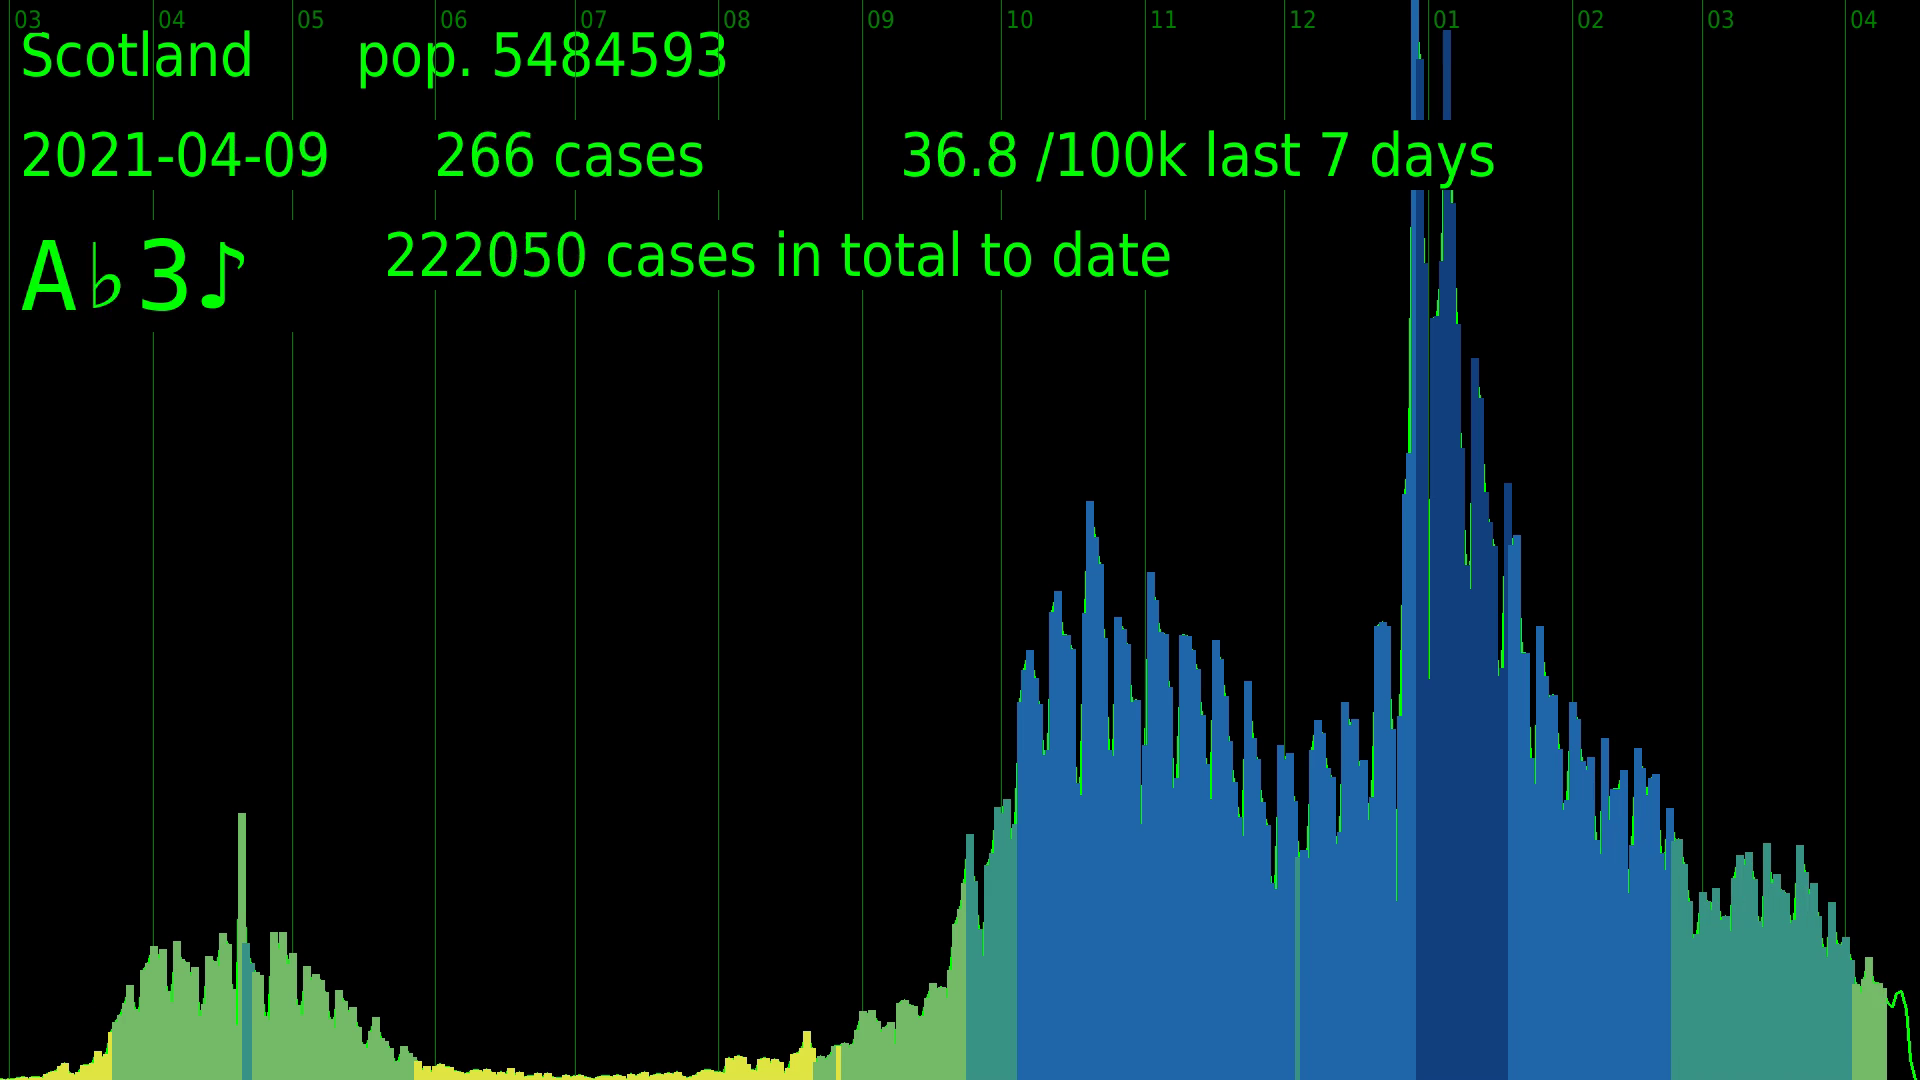 03 04 05 06 07 08 09 10 11 12 01 02 03 04
Scotland pop. 5484593
2021-04-09 266 cases 36.8 /100k last 7 days
A♭3♪ 222050 cases in total to date